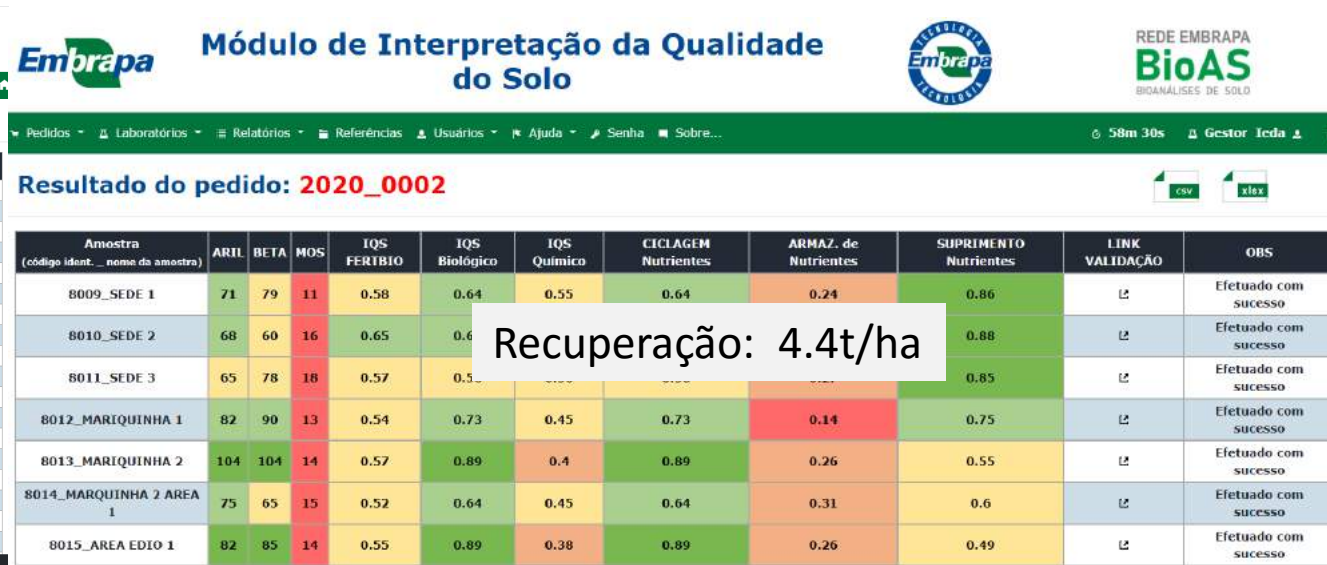 Embrapa
Módulo de Interpretação da Qualidade
do Solo
TECNOLOGIA
Embrapa
TECNOLOGIA
REDE EMBRAPA
BioAS
BIOANÁLISES DE SOLO
Pedidos Laboratórios Relatórios Referências Usuários Ajuda Senha Sobre... 58m 30s Gestor Ieda
Resultado do pedido: 2020_0002
csv xlsx
Amostra (código ident. _ nome da amostra) ARIL BETA MOS IQS FERTBIO IQS Biológico IQS Químico CICLAGEM Nutrientes ARMAZ. de Nutrientes SUPRIMENTO Nutrientes LINK VALIDAÇÃO OBS
8009_SEDE 1 71 79 11 0.58 0.64 0.55 0.64 0.24 0.86 Efetuado com sucesso
8010_SEDE 2 68 60 16 0.65 0.88 Efetuado com sucesso
Recuperação: 4.4t/ha
8011_SEDE 3 65 78 18 0.57 0.85 Efetuado com sucesso
8012_MARIQUINHA 1 82 90 13 0.54 0.73 0.45 0.73 0.14 0.75 Efetuado com sucesso
8013_MARIQUINHA 2 104 104 14 0.57 0.89 0.4 0.89 0.26 0.55 Efetuado com sucesso
8014_MARQUINHA 2 AREA 1 75 65 15 0.52 0.64 0.45 0.64 0.31 0.6 Efetuado com sucesso
8015_AREA EDIO 1 82 85 14 0.55 0.89 0.38 0.89 0.26 0.49 Efetuado com sucesso